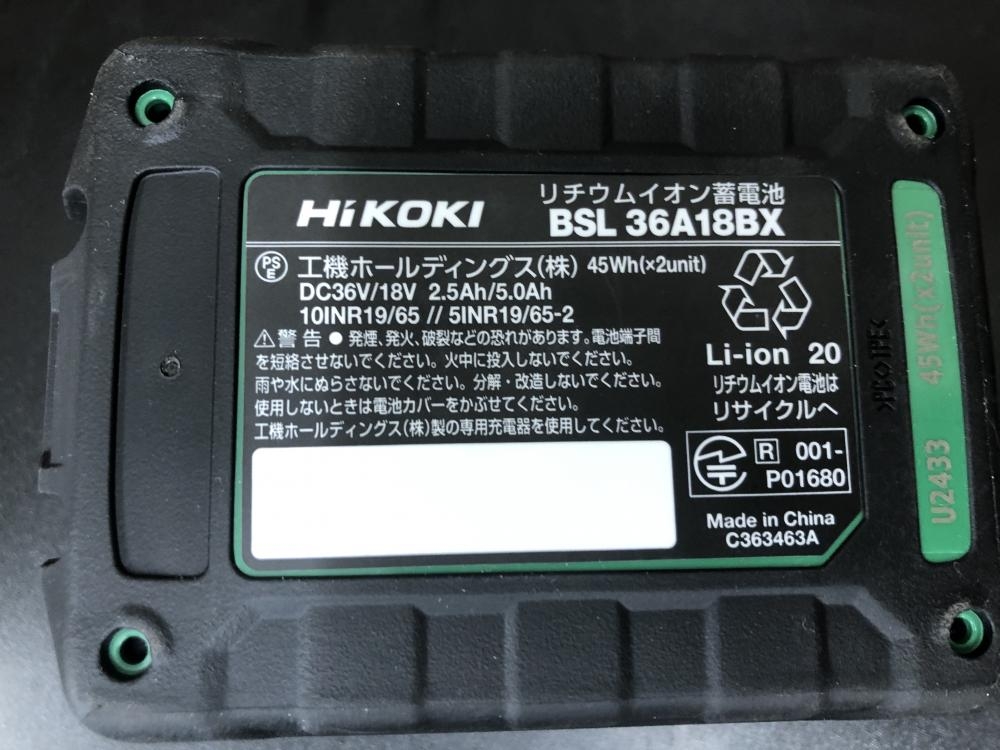 HiKOKI
リチウムイオン蓄電池
BSL 36A18BX
PS
E
工機ホールディングス(株) 45Wh(×2unit)
DC36V/18V 2.5Ah/5.0Ah
10INR19/65 // 5INR19/65-2
⚠警告 ● 発煙、発火、破裂などの恐れがあります。電池端子間
を短絡させないでください。火中に投入しないでください。
雨や水にぬらさないでください。分解・改造しないでください。
使用しないときは電池カバーをかぶせてください。
工機ホールディングス(株)製の専用充電器を使用してください。
Li-ion 20
リチウムイオン電池は
リサイクルへ
R 001-
P01680
Made in China
C363463A
U2433 45Wh(x2unit)